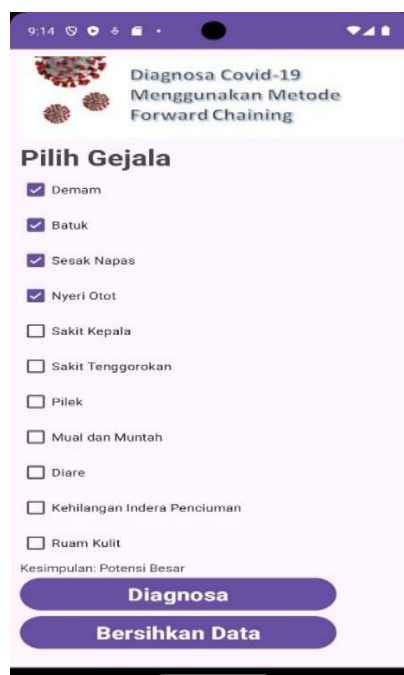 9:14
Diagnosa Covid-19
Menggunakan Metode
Forward Chaining
Pilih Gejala
Demam
Batuk
Sesak Napas
Nyeri Otot
Sakit Kepala
Sakit Tenggorokan
Pilek
Mual dan Muntah
Diare
Kehilangan Indera Penciuman
Ruam Kulit
Kesimpulan: Potensi Besar
Diagnosa
Bersihkan Data